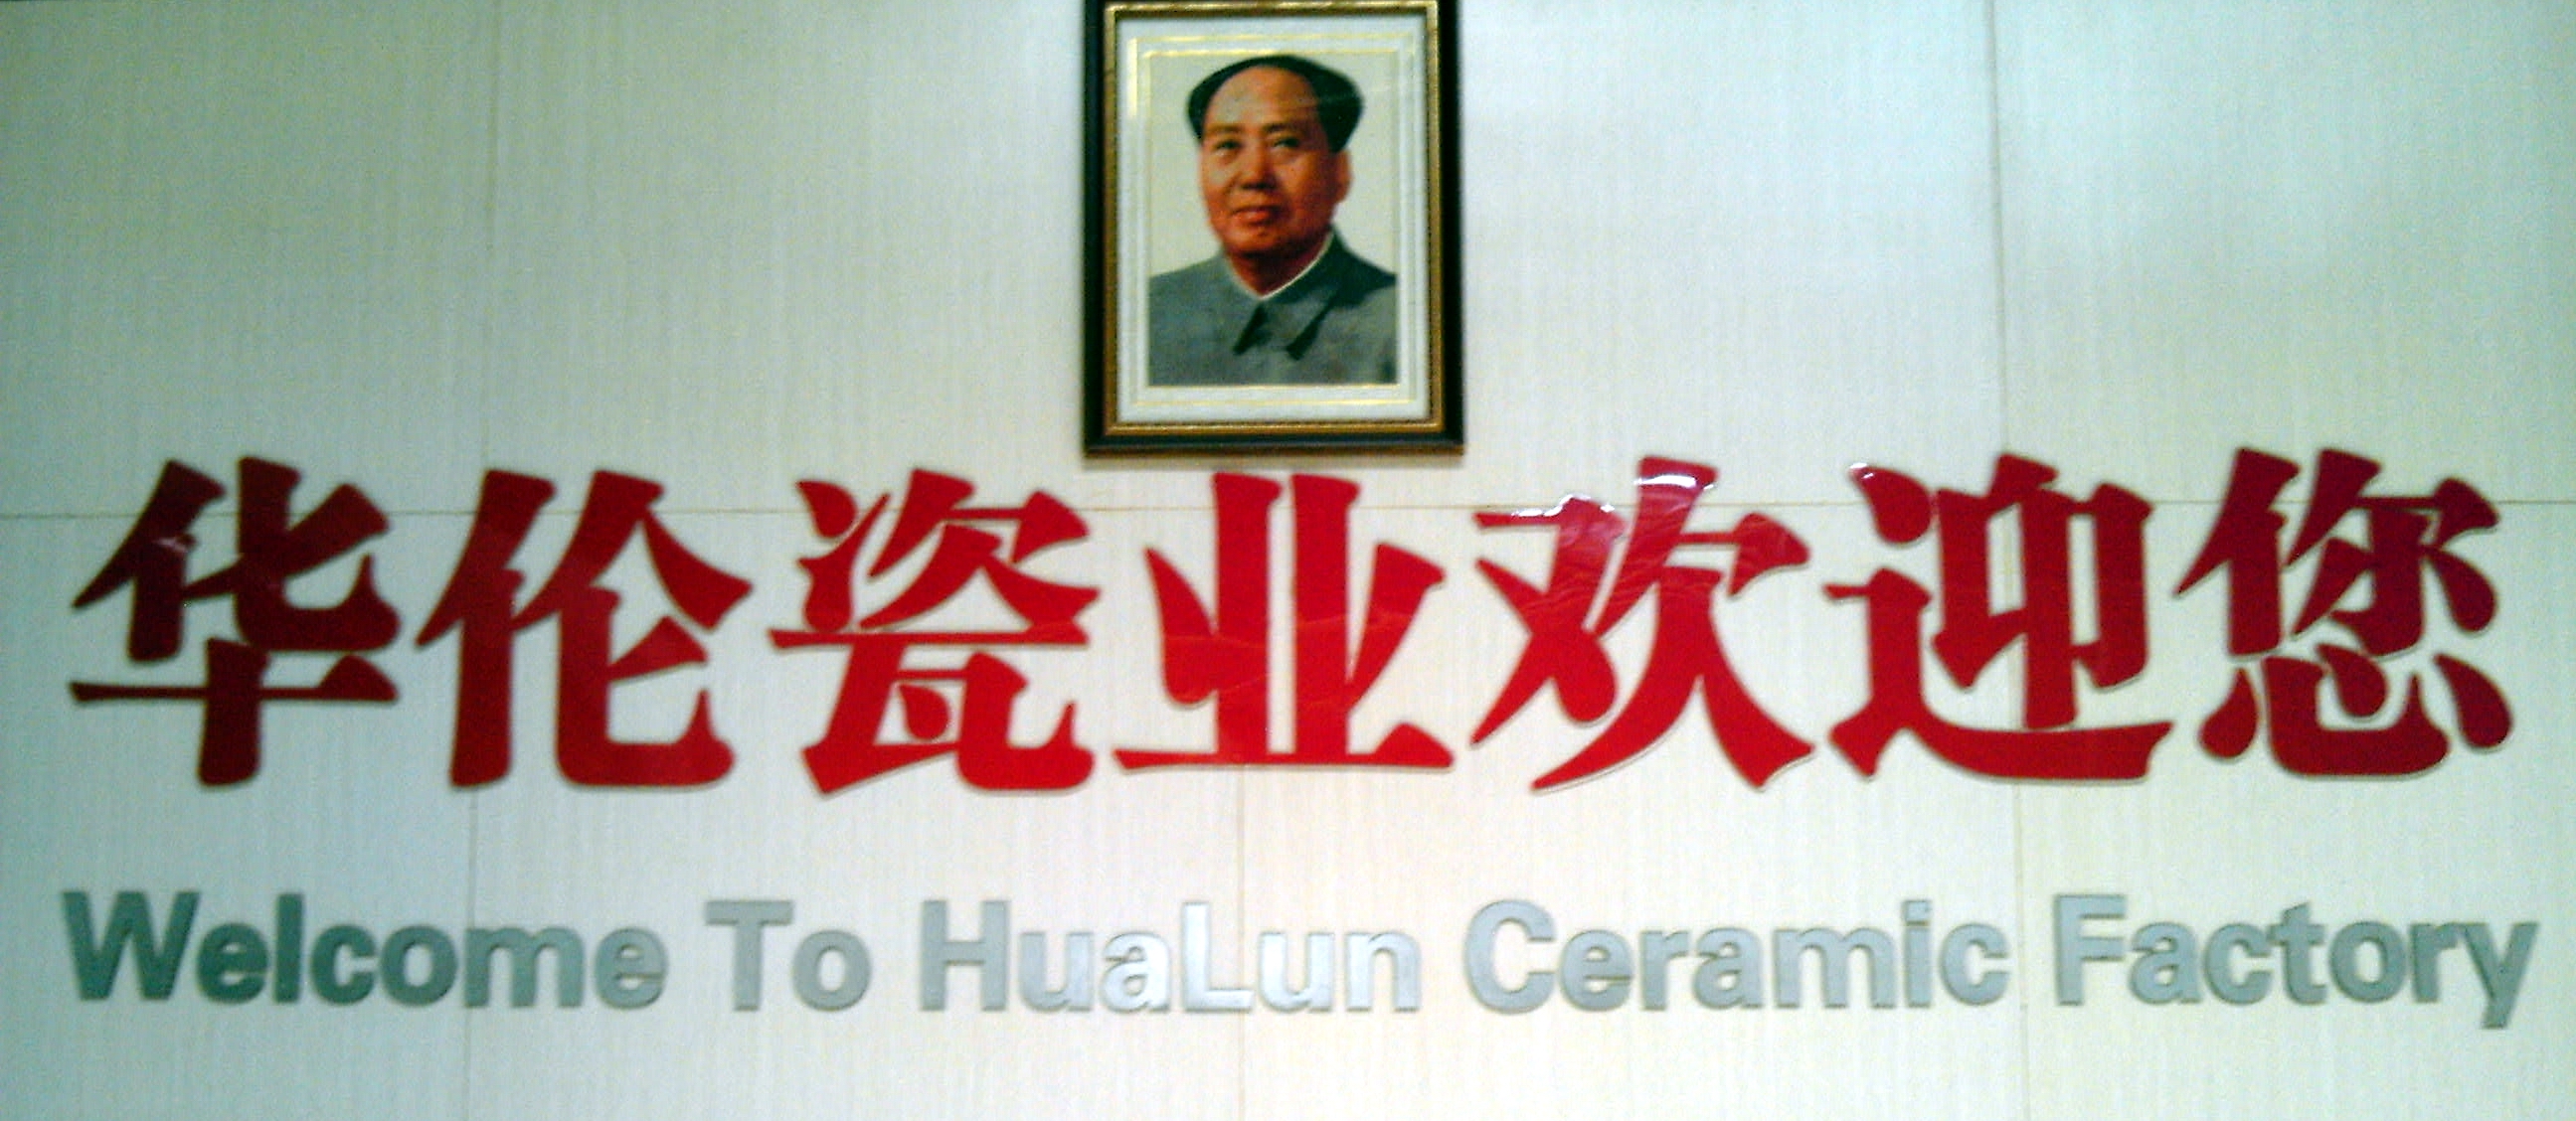 华伦瓷业欢迎您
Welcome To HuaLun Ceramic Factory